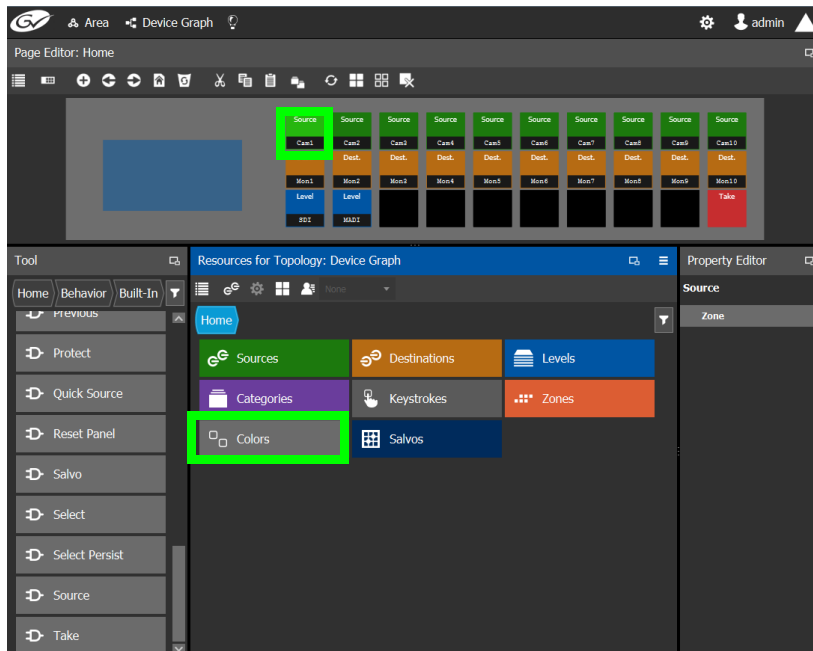 GV Area Device Graph admin
Page Editor: Home
Source Source Source Source Source Source Source Source Source Source
Cam1 Cam2 Cam3 Cam4 Cam5 Cam6 Cam7 Cam8 Cam9 Cam10
Dest. Dest. Dest. Dest. Dest. Dest. Dest. Dest. Dest.
Mon1 Mon2 Mon3 Mon4 Mon5 Mon6 Mon7 Mon8 Mon9 Mon10
Level Level Take
SDI MADI
Tool
Home Behavior Built-In
Previous
Protect
Quick Source
Reset Panel
Salvo
Select
Select Persist
Source
Take
Resources for Topology: Device Graph
None
Home
Sources Destinations Levels
Categories Keystrokes Zones
Colors Salvos
Property Editor
Source
Zone